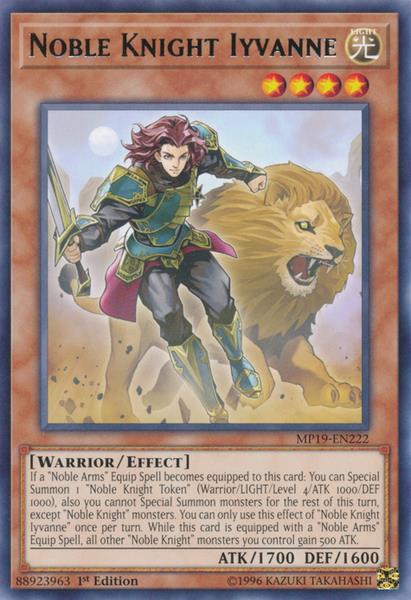 Noble Knight Iyvanne
LIGHT
光
MP19-EN222
[Warrior/Effect]
If a "Noble Arms" Equip Spell becomes equipped to this card: You can Special
Summon 1 "Noble Knight Token" (Warrior/LIGHT/Level 4/ATK 1000/DEF
1000), also you cannot Special Summon monsters for the rest of this turn,
except "Noble Knight" monsters. You can only use this effect of "Noble Knight
Iyvanne" once per turn. While this card is equipped with a "Noble Arms"
Equip Spell, all other "Noble Knight" monsters you control gain 500 ATK.
ATK/1700 DEF/1600
88923963 1st Edition ©1996 KAZUKI TAKAHASHI